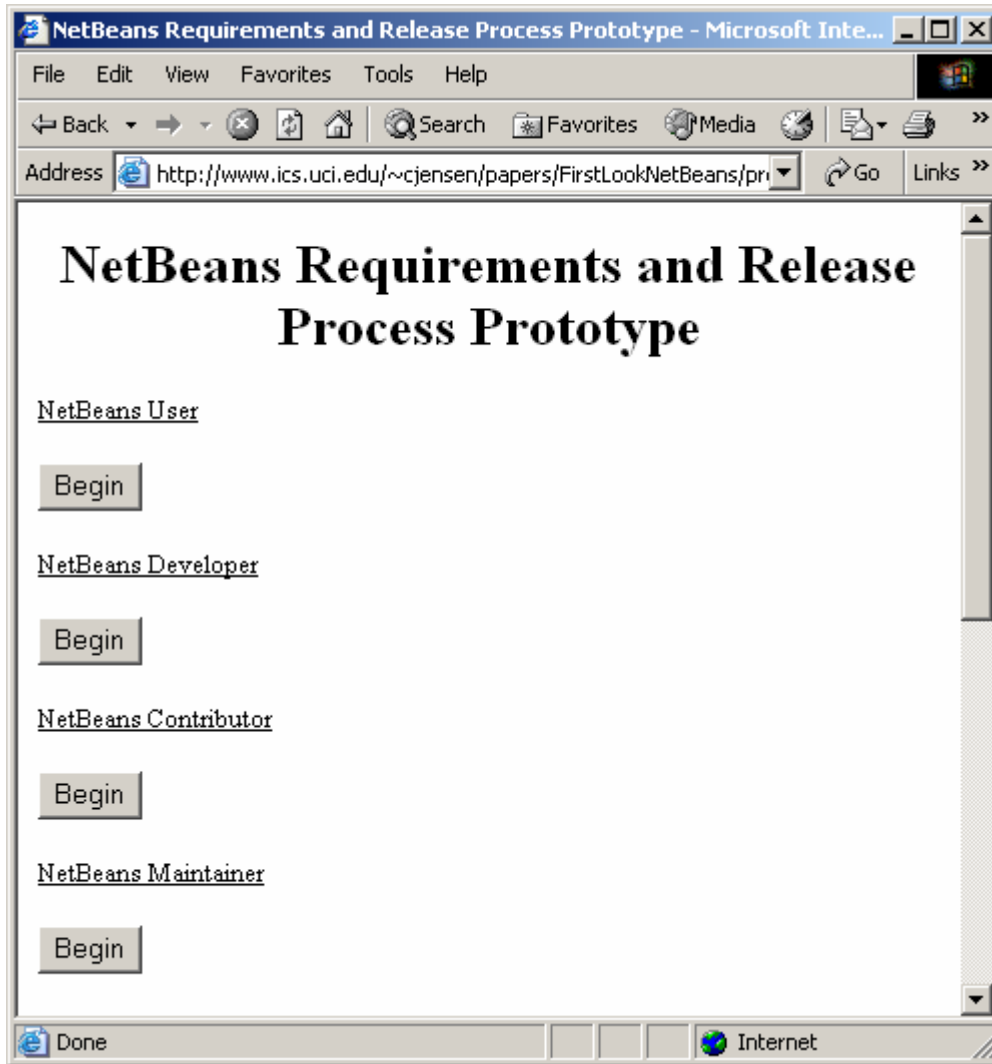 NetBeans Requirements and Release Process Prototype - Microsoft Inte...
File Edit View Favorites Tools Help
Back Search Favorites Media »
Address http://www.ics.uci.edu/~cjensen/papers/FirstLookNetBeans/pr Go Links »
NetBeans Requirements and Release
Process Prototype
NetBeans User
Begin
NetBeans Developer
Begin
NetBeans Contributor
Begin
NetBeans Maintainer
Begin
Done Internet